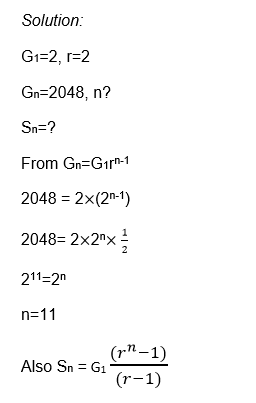 Solution:
G₁=2, r=2
Gn=2048, n?
Sn=?
From Gn=G₁rⁿ⁻¹
2048 = 2×(2ⁿ⁻¹)
2048= 2×2ⁿ× 1/2
2¹¹=2ⁿ
n=11
Also Sn = G₁ (rⁿ−1)/(r−1)